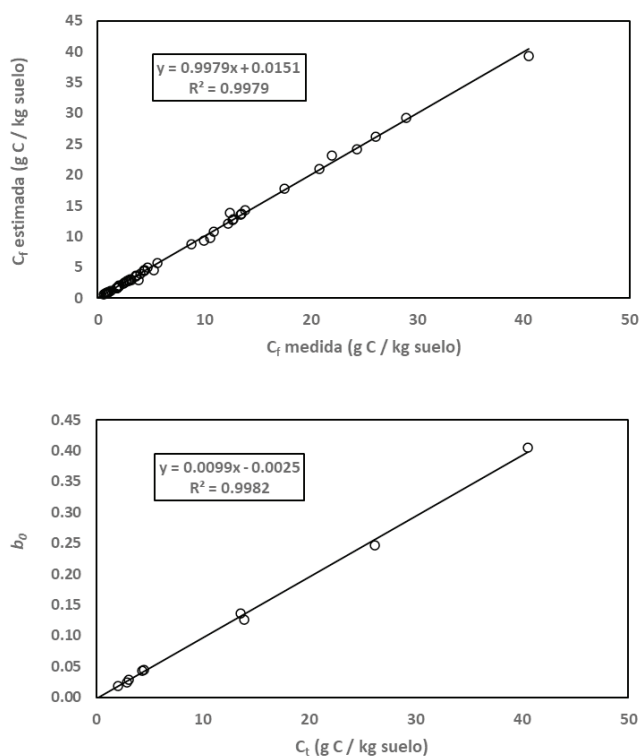 45
40
35
30
25
20
15
10
5
0
Cf estimada (g C / kg suelo)
y = 0.9979x + 0.0151
R² = 0.9979
0 10 20 30 40 50
Cf medida (g C / kg suelo)
0.45
0.40
0.35
0.30
0.25
0.20
0.15
0.10
0.05
0.00
b0
y = 0.0099x - 0.0025
R² = 0.9982
0 10 20 30 40 50
Ct (g C / kg suelo)